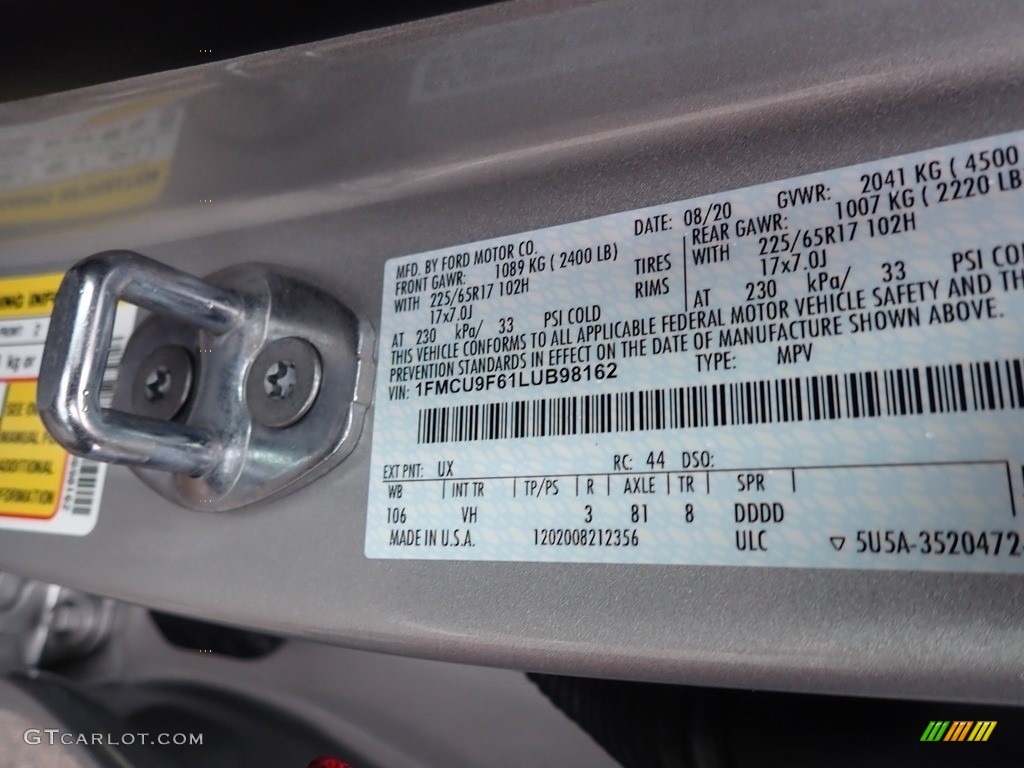 MFD. BY FORD MOTOR CO.
DATE: 08/20
GVWR: 2041 KG ( 4500
FRONT GAWR: 1089 KG ( 2400 LB)
REAR GAWR: 1007 KG ( 2220 LB
WITH 225/65R17 102H
TIRES
WITH 225/65R17 102H
17x7.0J
RIMS
17x7.0J
AT 230 kPa/ 33 PSI COLD
AT 230 kPa/ 33 PSI
THIS VEHICLE CONFORMS TO ALL APPLICABLE FEDERAL MOTOR VEHICLE SAFETY AND
PREVENTION STANDARDS IN EFFECT ON THE DATE OF MANUFACTURE SHOWN ABOVE.
VIN: 1FMCU9F61LUB98162
TYPE: MPV
EXT PNT: UX
RC: 44 DSO:
WB INT TR TP/PS R AXLE TR SPR
106 VH 3 81 8 DDDD
MADE IN U.S.A. 1202008212356 ULC 5U5A-3520472
MANUAL
ADDITIONAL
GTCARLOT.COM